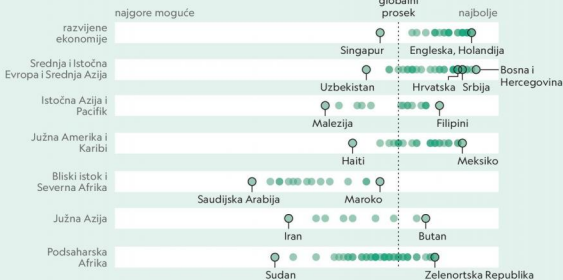 globalni
najgore moguće prosek najbolje
razvijene
ekonomije
Singapur Engleska, Holandija
Srednja i Istočna
Evropa i Srednja Azija
Bosna i
Hercegovina
Uzbekistan Hrvatska Srbija
Istočna Azija i
Pacifik
Malezija Filipini
Južna Amerika i
Karibi
Haiti Meksiko
Bliski istok i
Severna Afrika
Saudijska Arabija Maroko
Južna Azija
Iran Butan
Podsaharska
Afrika
Sudan Zelenortska Republika